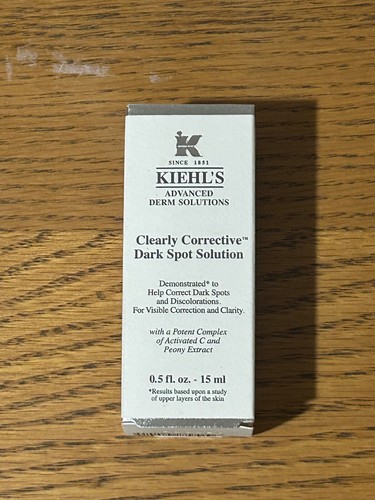 K
SINCE 1851
KIEHL'S
ADVANCED
DERM SOLUTIONS
Clearly Corrective™
Dark Spot Solution
Demonstrated* to
Help Correct Dark Spots
and Discolorations.
For Visible Correction and Clarity.
with a Potent Complex
of Activated C and
Peony Extract
0.5 fl. oz. - 15 ml
*Results based upon a study
of upper layers of the skin